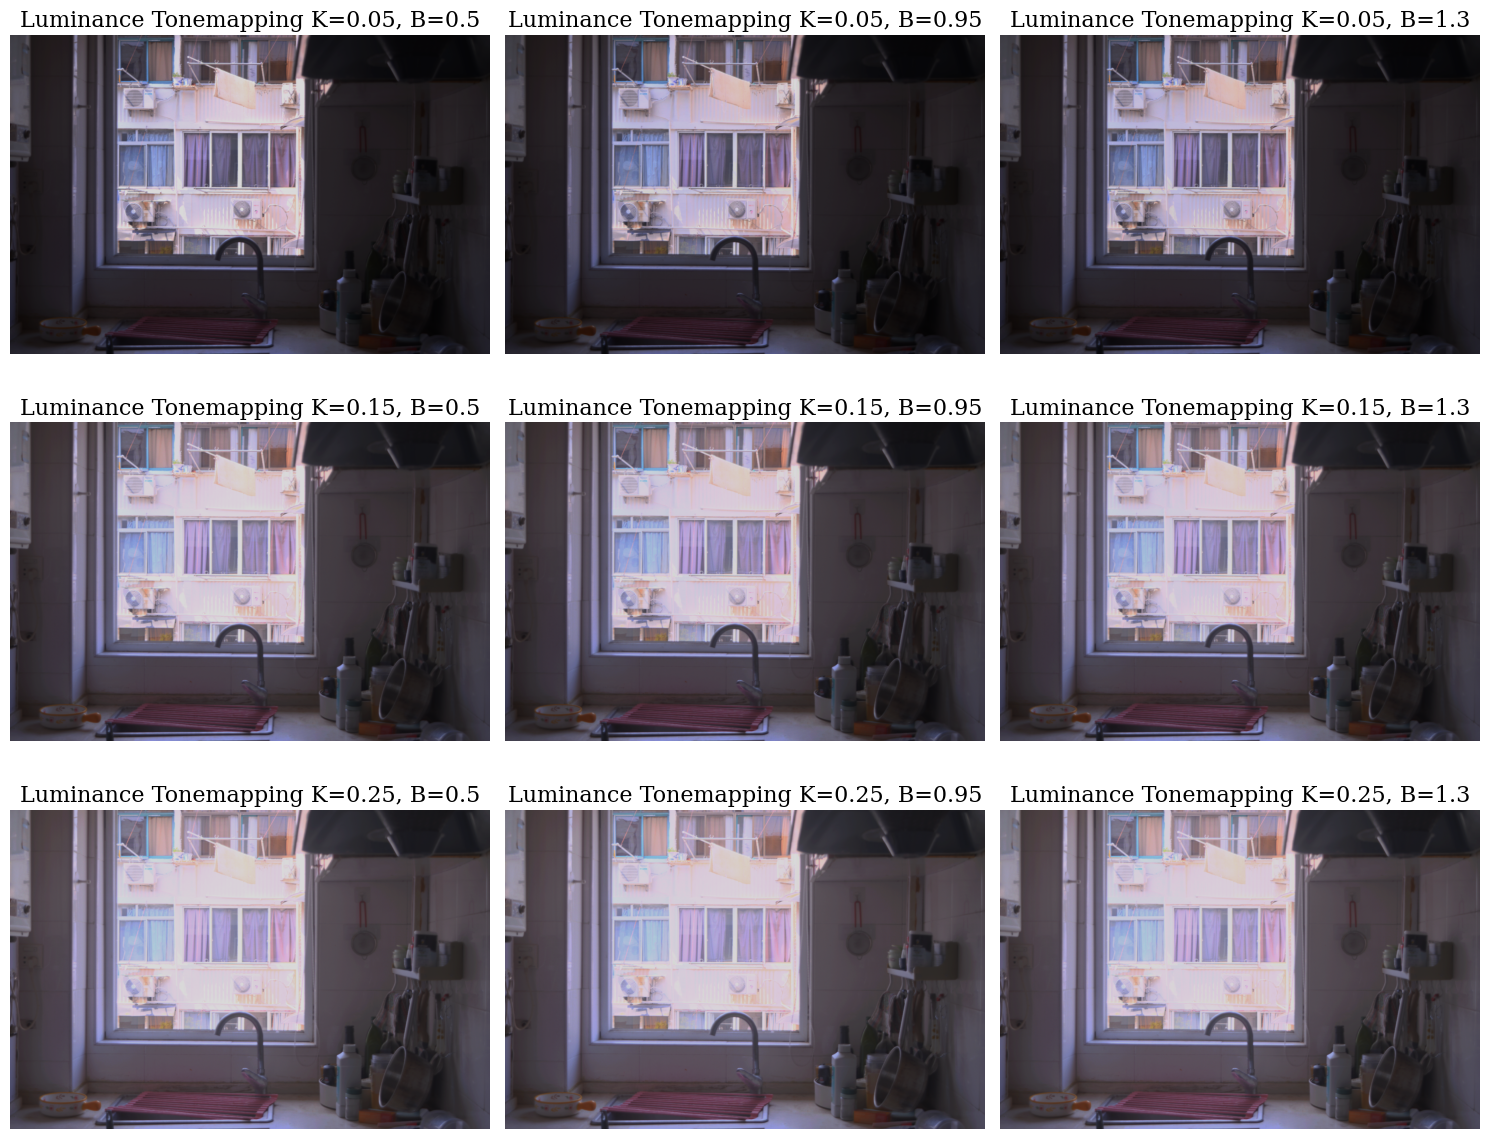 Luminance Tonemapping K=0.05, B=0.5
Luminance Tonemapping K=0.05, B=0.95
Luminance Tonemapping K=0.05, B=1.3
Luminance Tonemapping K=0.15, B=0.5
Luminance Tonemapping K=0.15, B=0.95
Luminance Tonemapping K=0.15, B=1.3
Luminance Tonemapping K=0.25, B=0.5
Luminance Tonemapping K=0.25, B=0.95
Luminance Tonemapping K=0.25, B=1.3